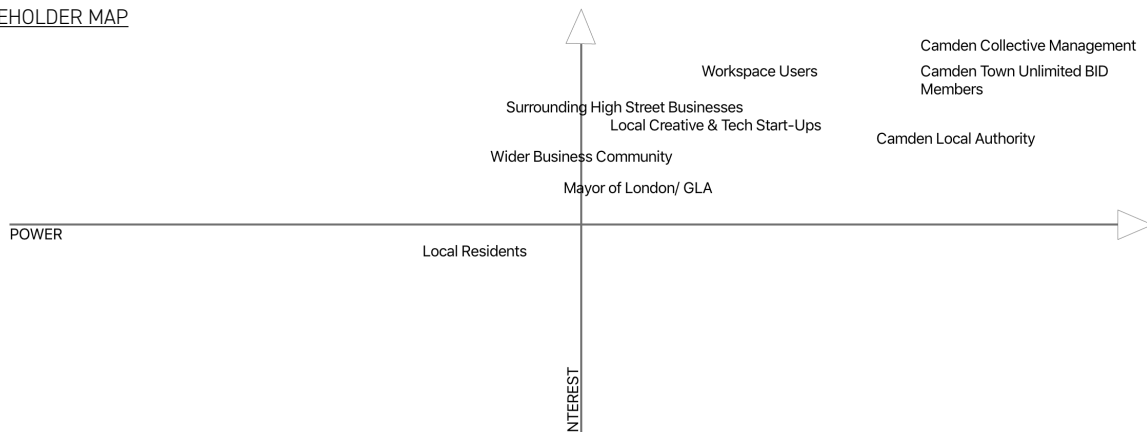 EHOLDER MAP
Camden Collective Management
Workspace Users
Camden Town Unlimited BID
Members
Surrounding High Street Businesses
Local Creative & Tech Start-Ups
Camden Local Authority
Wider Business Community
Mayor of London/ GLA
POWER
Local Residents
NTEREST